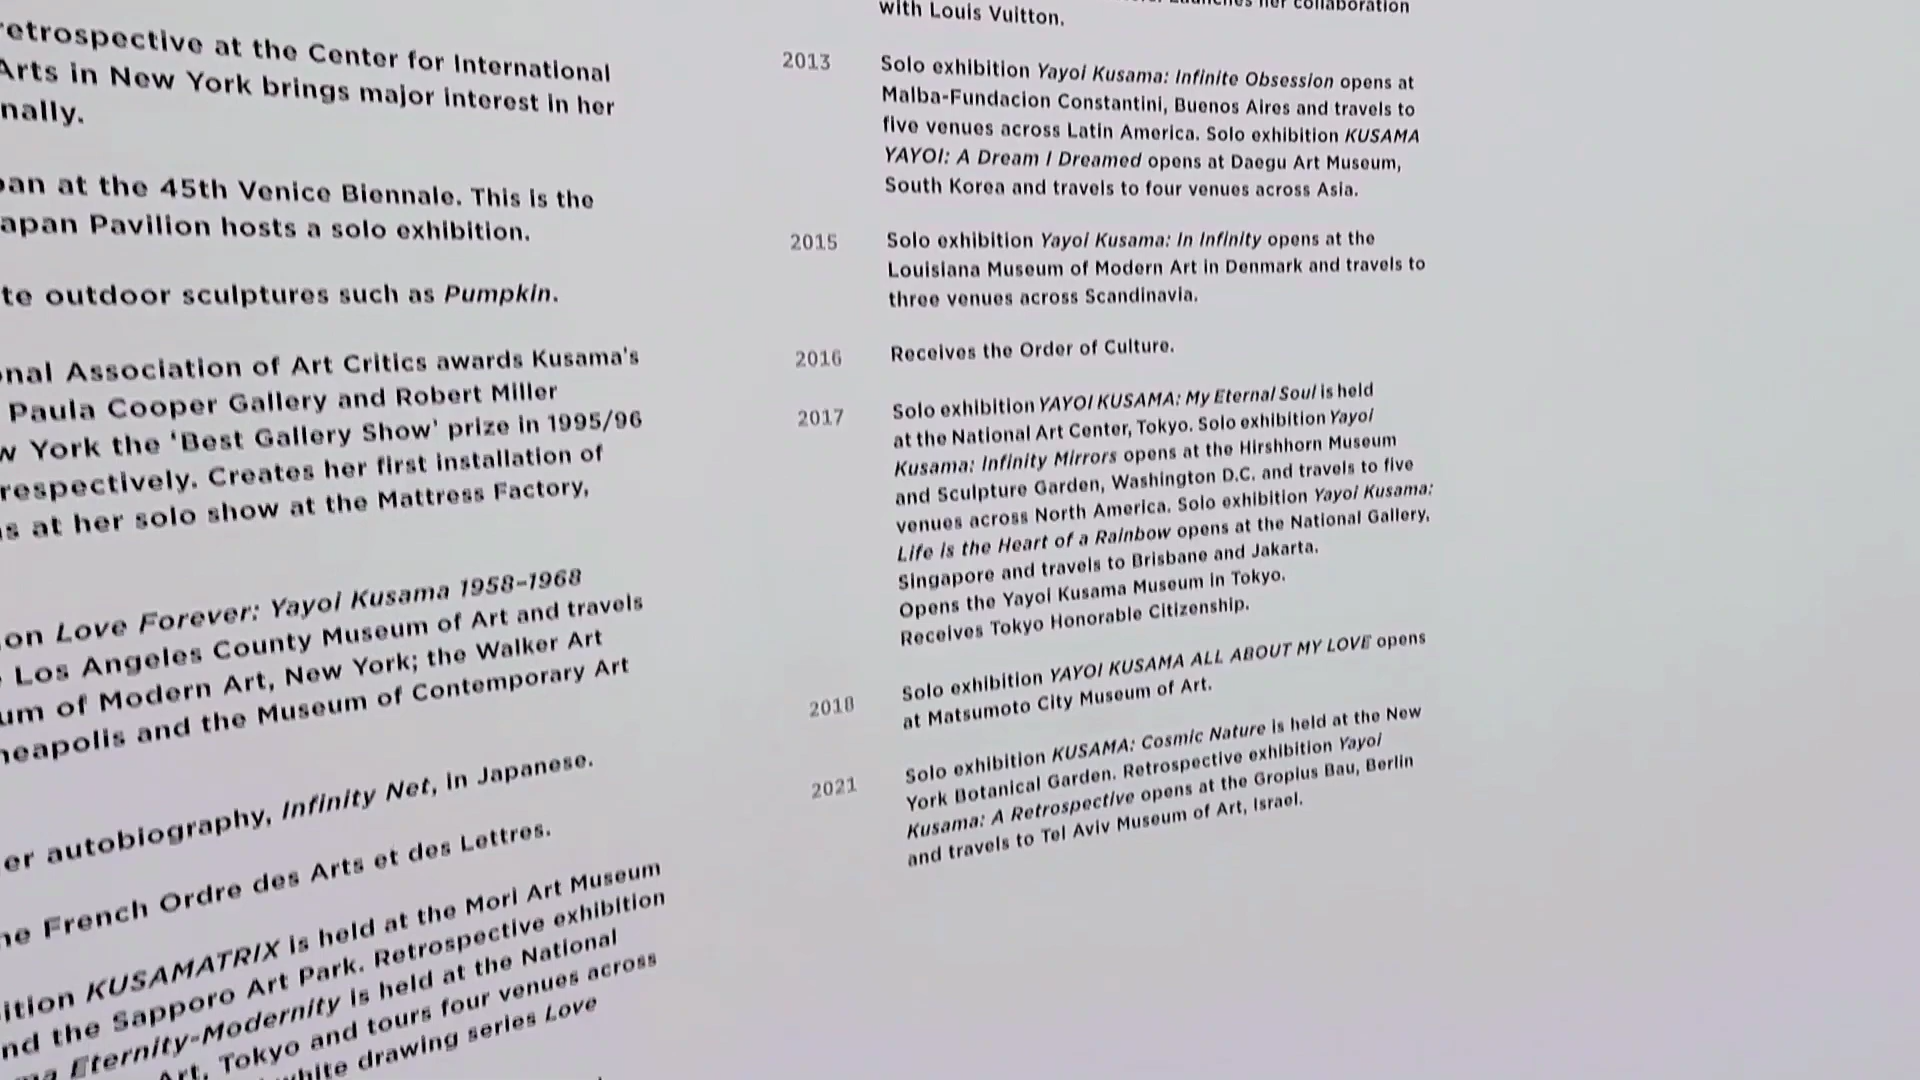 retrospective at the Center for International
Arts in New York brings major interest in her
nally.
an at the 45th Venice Biennale. This is the
apan Pavilion hosts a solo exhibition.
te outdoor sculptures such as Pumpkin.
nal Association of Art Critics awards Kusama's
Paula Cooper Gallery and Robert Miller
w York the 'Best Gallery Show' prize in 1995/96
respectively. Creates her first installation of
s at her solo show at the Mattress Factory,
on Love Forever: Yayoi Kusama 1958–1968
Los Angeles County Museum of Art and travels
um of Modern Art, New York; the Walker Art
neapolis and the Museum of Contemporary Art
er autobiography, Infinity Net, in Japanese.
he French Ordre des Arts et des Lettres.
ition KUSAMATRIX is held at the Mori Art Museum
nd the Sapporo Art Park. Retrospective exhibition
ma Eternity-Modernity is held at the National
Art, Tokyo and tours four venues across
white drawing series Love
her collaboration
with Louis Vuitton.
2013
Solo exhibition Yayoi Kusama: Infinite Obsession opens at
Malba-Fundacion Constantini, Buenos Aires and travels to
five venues across Latin America. Solo exhibition KUSAMA
YAYOI: A Dream I Dreamed opens at Daegu Art Museum,
South Korea and travels to four venues across Asia.
2015
Solo exhibition Yayoi Kusama: In Infinity opens at the
Louisiana Museum of Modern Art in Denmark and travels to
three venues across Scandinavia.
2016
Receives the Order of Culture.
2017
Solo exhibition YAYOI KUSAMA: My Eternal Soul is held
at the National Art Center, Tokyo. Solo exhibition Yayoi
Kusama: Infinity Mirrors opens at the Hirshhorn Museum
and Sculpture Garden, Washington D.C. and travels to five
venues across North America. Solo exhibition Yayoi Kusama:
Life is the Heart of a Rainbow opens at the National Gallery,
Singapore and travels to Brisbane and Jakarta.
Opens the Yayoi Kusama Museum in Tokyo.
Receives Tokyo Honorable Citizenship.
2018
Solo exhibition YAYOI KUSAMA ALL ABOUT MY LOVE opens
at Matsumoto City Museum of Art.
2021
Solo exhibition KUSAMA: Cosmic Nature is held at the New
York Botanical Garden. Retrospective exhibition Yayoi
Kusama: A Retrospective opens at the Gropius Bau, Berlin
and travels to Tel Aviv Museum of Art, Israel.